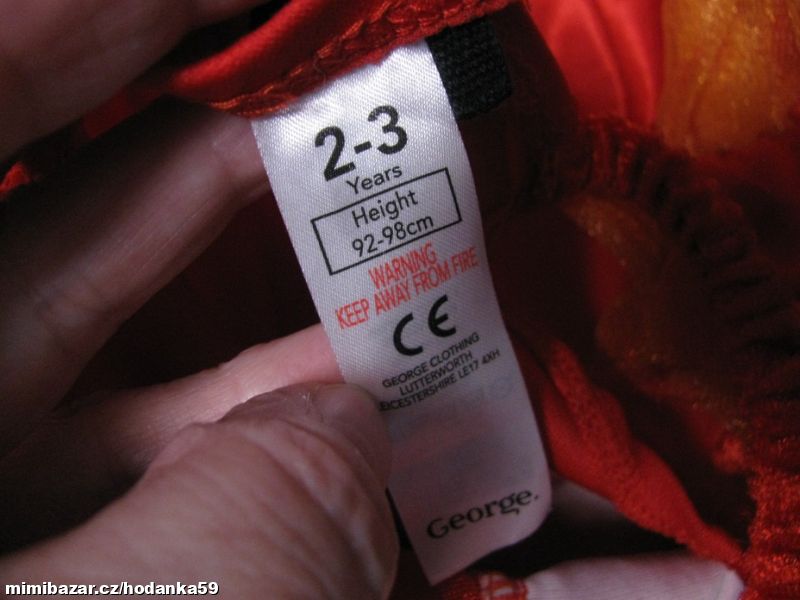 2-3
Years
Height
92-98cm
WARNING
KEEP AWAY FROM FIRE
CE
GEORGE CLOTHING
LUTTERWORTH
LEICESTERSHIRE LE17 4XH
George.
mimibazar.cz/hodanka59